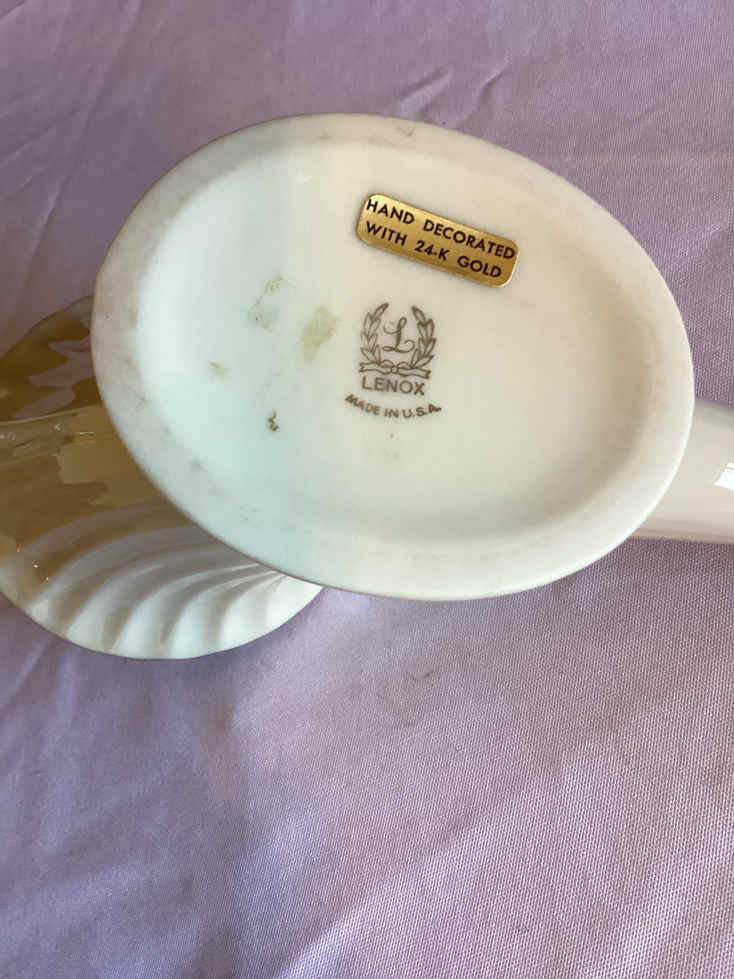 HAND DECORATED
WITH 24-K GOLD
L
LENOX
MADE IN U.S.A.